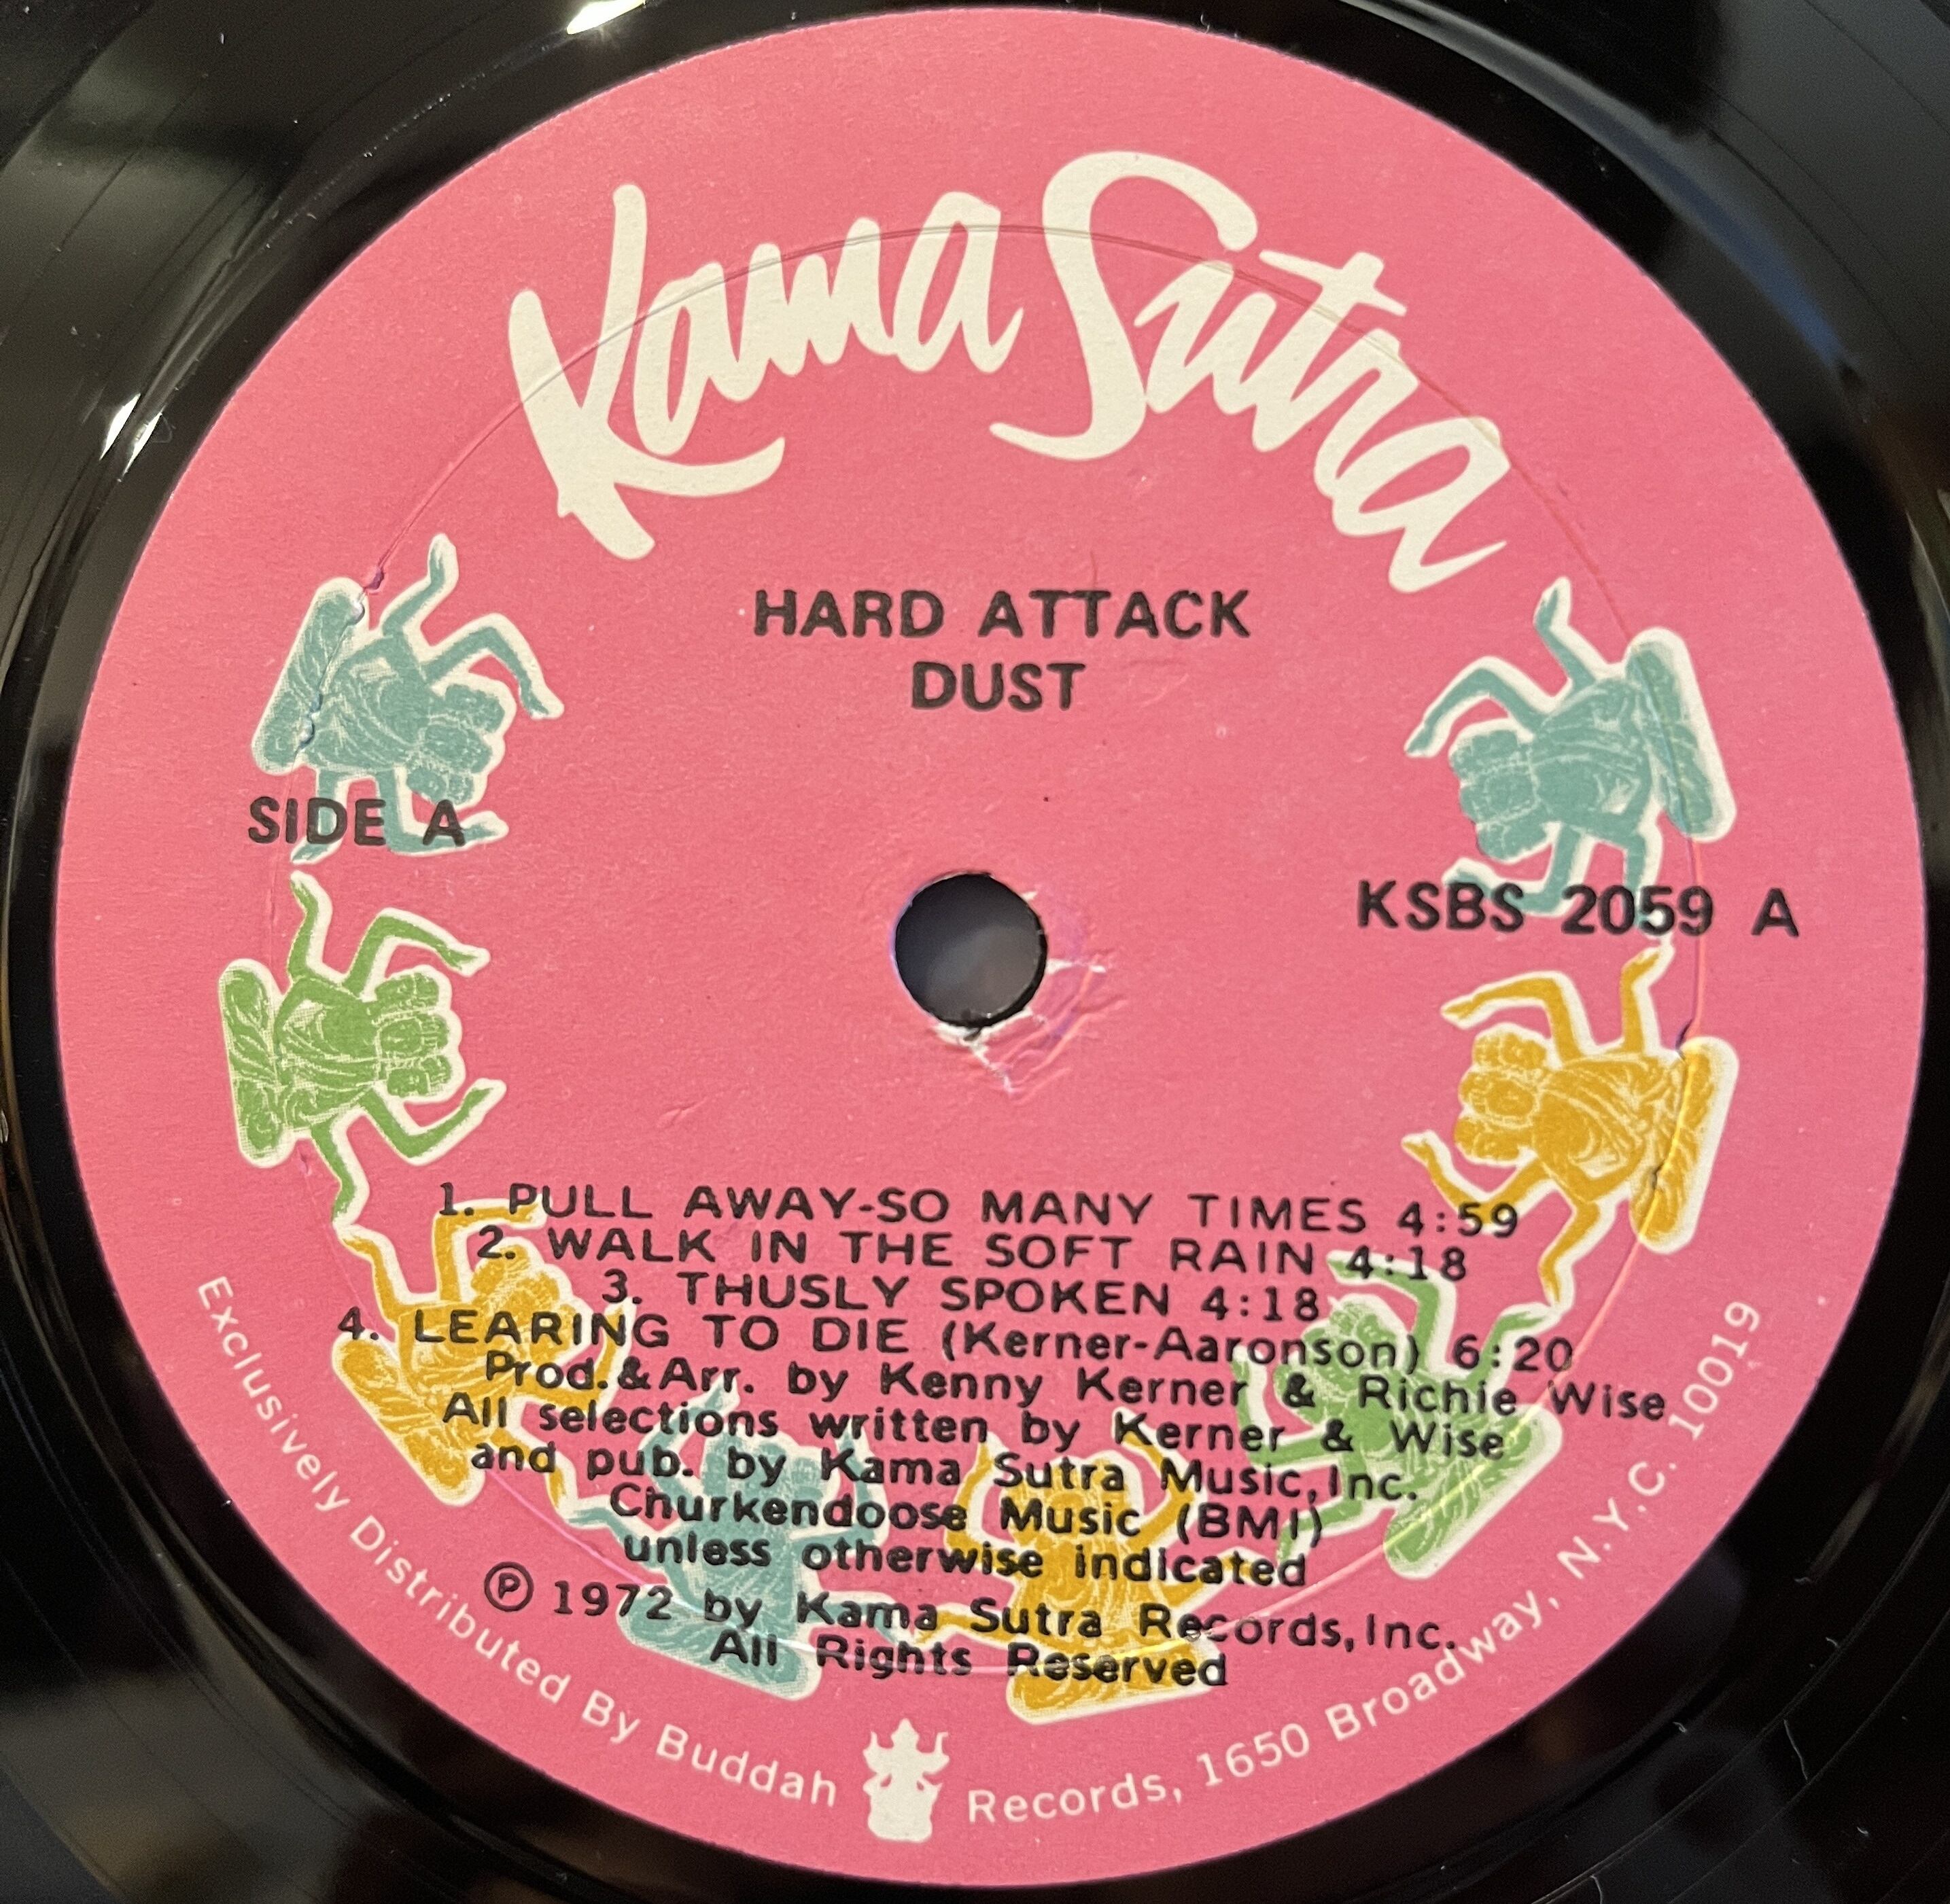 Kama Sutra
HARD ATTACK
DUST
SIDE A
KSBS 2059 A
1. PULL AWAY-SO MANY TIMES 4:59
2. WALK IN THE SOFT RAIN 4:18
3. THUSLY SPOKEN 4:18
4. LEARING TO DIE (Kerner-Aaronson) 6:20
Prod.&Arr. by Kenny Kerner & Richie Wise
All selections written by Kerner & Wise
and pub. by Kama Sutra Music,Inc.
Churkendoose Music (BMI)
unless otherwise indicated
Ⓟ 1972 by Kama Sutra Records,Inc.
All Rights Reserved
Exclusively Distributed By Buddah Records, 1650 Broadway, N.Y.C. 10019